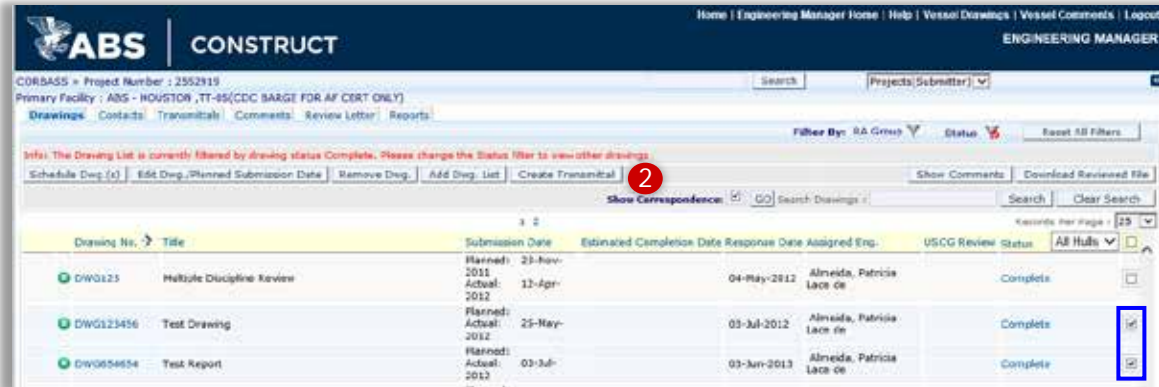 Home | Engineering Manager Home | Help | Vessel Drawings | Vessel Comments | Logout
ABS CONSTRUCT
ENGINEERING MANAGER
CORBASS » Project Number : 2552919
Search Projects(Submitter)
Primary Facility : ABS - HOUSTON ,TT-05(CDC BARGE FOR AF CERT ONLY)
Drawings Contacts Transmittals Comments Review Letter Reports
Filter By: RA Group Status Reset All Filters
Info: The Drawing List is currently filtered by drawing status Complete. Please change the Status filter to view other drawings
Schedule Dwg.(s) Edit Dwg./Planned Submission Date Remove Dwg. Add Dwg. List Create Transmittal 2 Show Comments Download Reviewed File
Show Correspondence: GO Search Drawings : Search Clear Search
1 2 Records Per Page : 25
Drawing No. Title Submission Date Estimated Completion Date Response Date Assigned Eng. USCG Review Status All Hulls
DWG123 Multiple Discipline Review Planned: 23-Nov-2011 Actual: 12-Apr-2012 04-May-2012 Almeida, Patricia Lace de Complete
DWG123456 Test Drawing Planned: Actual: 25-May-2012 03-Jul-2012 Almeida, Patricia Lace de Complete
DWG654654 Test Report Planned: Actual: 03-Jul-2012 03-Jun-2013 Almeida, Patricia Lace de Complete